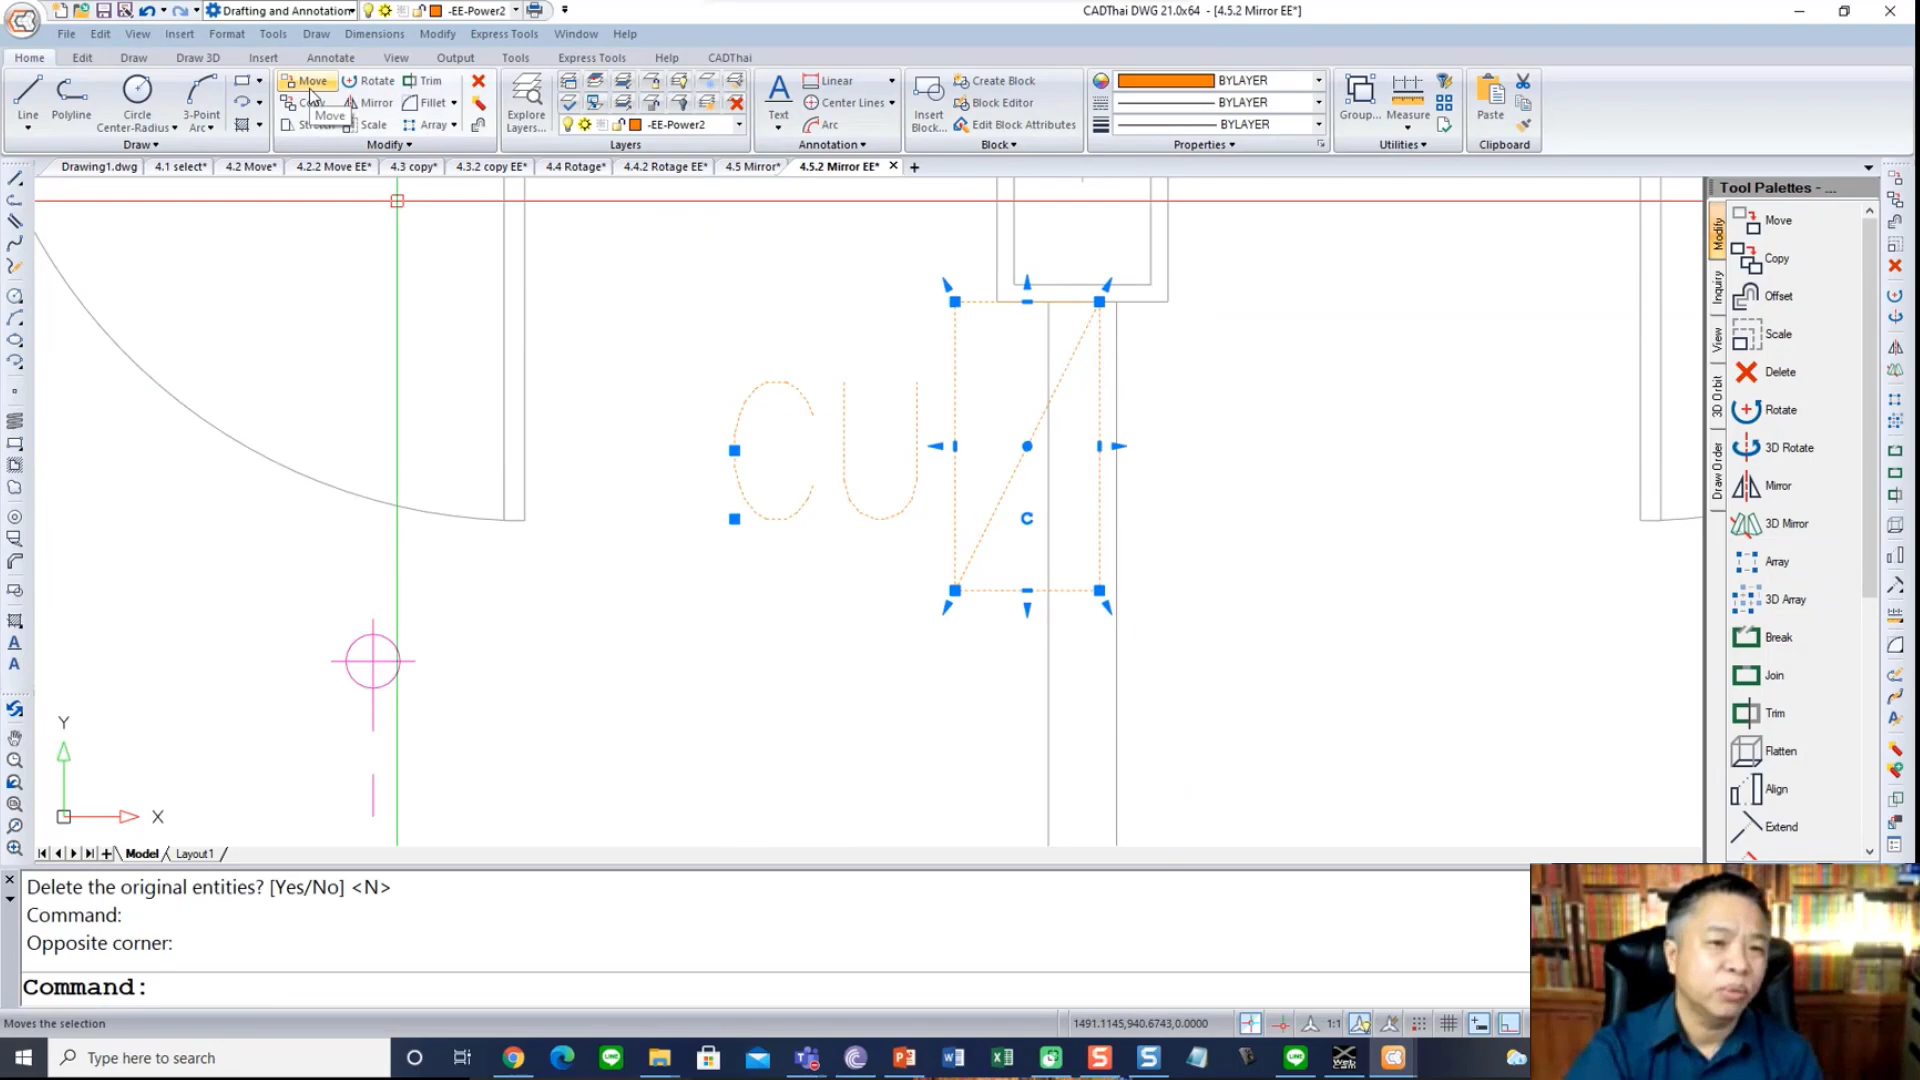 Drafting and Annotation
-EE-Power2
CADThai DWG 21.0x64 - [4.5.2 Mirror EE*]
File Edit View Insert Format Tools Draw Dimensions Modify Express Tools Window Help
Home Edit Draw Draw 3D Insert Annotate View Output Tools Express Tools Help CADThai
Line
Polyline
Circle
Center-Radius
3-Point
Arc
Draw
Move Rotate Trim
Mirror Fillet
Scale Array
Move
Modify
Explore
Layers...
-EE-Power2
Layers
Text
Linear
Center Lines
Arc
Annotation
Insert
Block...
Create Block
Block Editor
Edit Block Attributes
Block
BYLAYER
BYLAYER
BYLAYER
Properties
Group...
Measure
Utilities
Paste
Clipboard
Drawing1.dwg 4.1 select* 4.2 Move* 4.2.2 Move EE* 4.3 copy* 4.3.2 copy EE* 4.4 Rotage* 4.4.2 Rotage EE* 4.5 Mirror* 4.5.2 Mirror EE*
CU
C
Y
X
Tool Palettes - ...
Modify
Inquiry
View
3D Orbit
Draw Order
Move
Copy
Offset
Scale
Delete
Rotate
3D Rotate
Mirror
3D Mirror
Array
3D Array
Break
Join
Trim
Flatten
Align
Extend
Model Layout1
Delete the original entities? [Yes/No] <N>
Command:
Opposite corner:
Command:
Moves the selection
1491.1145,940.6743,0.0000
1:1
Type here to search